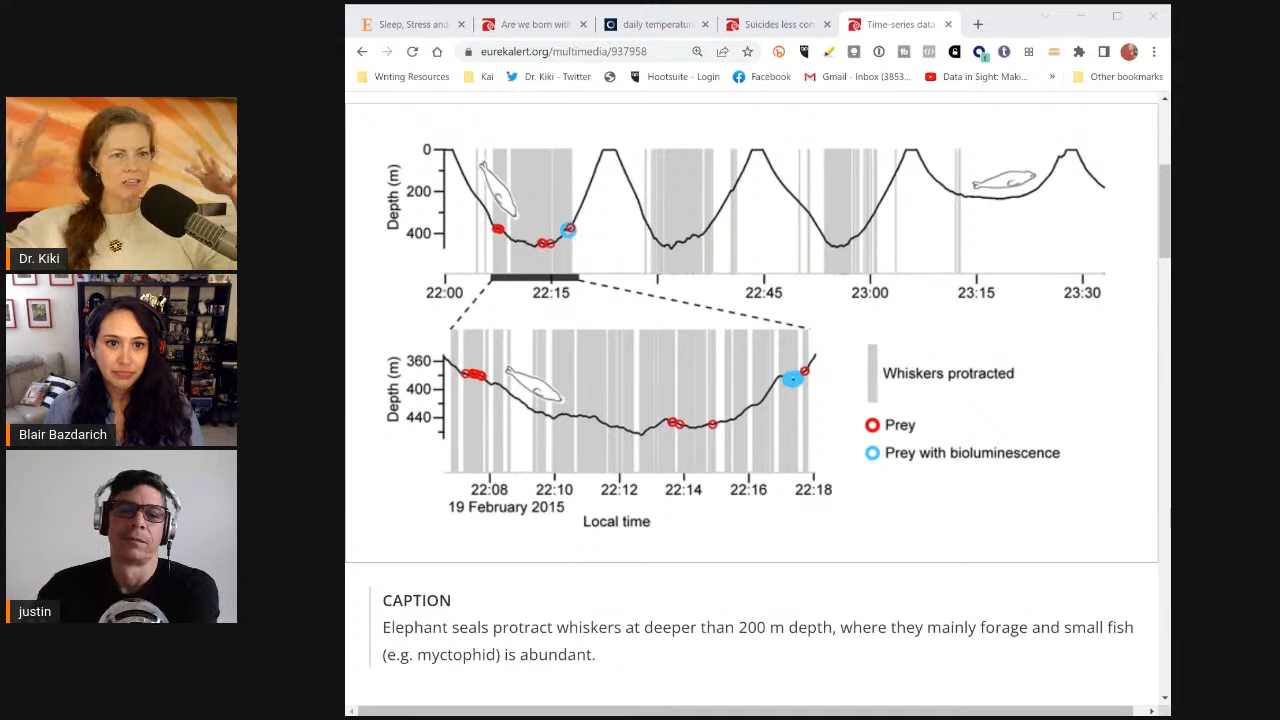 Dr. Kiki
Blair Bazdarich
justin
Sleep, Stress and
Are we born with
daily temperatur
Suicides less com
Time-series data
eurekalert.org/multimedia/937958
Writing Resources
Kai
Dr. Kiki - Twitter
Hootsuite - Login
Facebook
Gmail - Inbox (3853...
Data in Sight: Maki...
»
Other bookmarks
0
200
400
Depth (m)
22:00
22:15
22:45
23:00
23:15
23:30
360
400
440
Depth (m)
22:08
22:10
22:12
22:14
22:16
22:18
19 February 2015
Local time
Whiskers protracted
Prey
Prey with bioluminescence
CAPTION
Elephant seals protract whiskers at deeper than 200 m depth, where they mainly forage and small fish
(e.g. myctophid) is abundant.